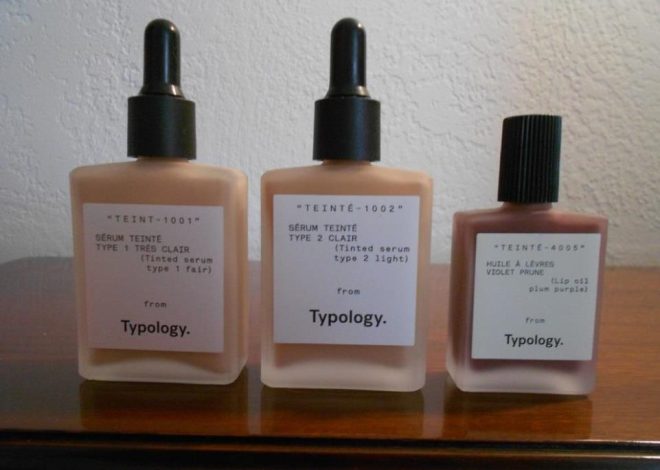 "TEINT-1001"
SÉRUM TEINTÉ
TYPE 1 TRÉS CLAIR
(Tinted serum
type 1 fair)
from
Typology.
"TEINTÉ-1002"
SÉRUM TEINTÉ
TYPE 2 CLAIR
(Tinted serum
type 2 light)
from
Typology.
"TEINTÉ-4005"
HUILE À LÈVRES
VIOLET PRUNE
(Lip oil
plum purple)
from
Typology.